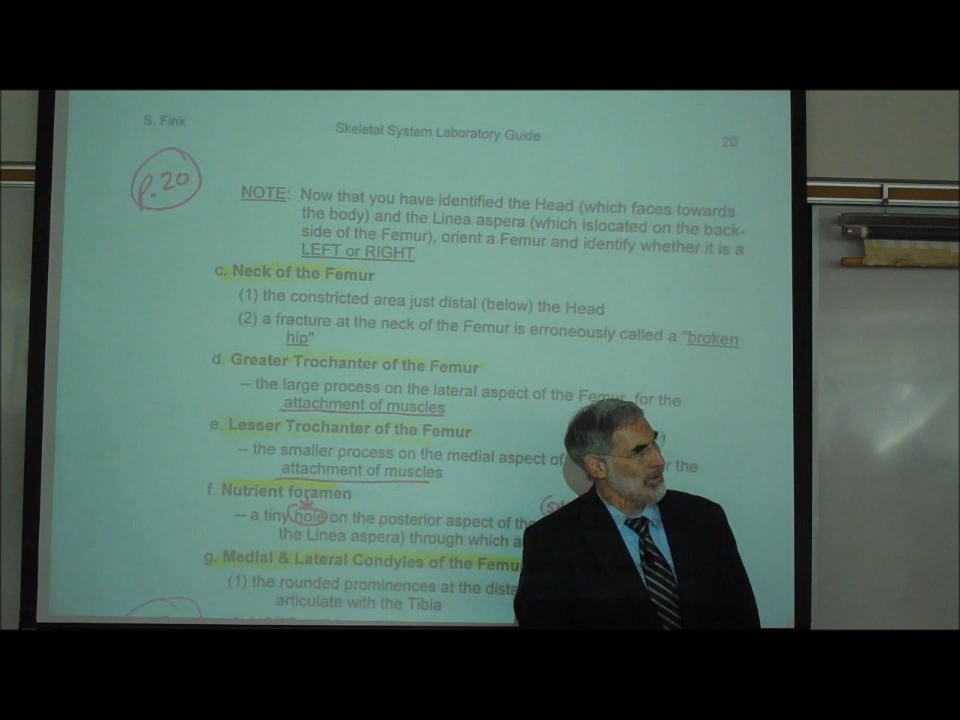 S. Fink Skeletal System Laboratory Guide 20
p.20
NOTE: Now that you have identified the Head (which faces towards
the body) and the Linea aspera (which islocated on the back-
side of the Femur), orient a Femur and identify whether it is a
LEFT or RIGHT
c. Neck of the Femur
(1) the constricted area just distal (below) the Head
(2) a fracture at the neck of the Femur is erroneously called a "broken
hip"
d. Greater Trochanter of the Femur
– the large process on the lateral aspect of the Femur, for the
attachment of muscles
e. Lesser Trochanter of the Femur
– the smaller process on the medial aspect of the
attachment of muscles
f. Nutrient foramen
– a tiny hole on the posterior aspect of the
the Linea aspera) through which a
g. Medial & Lateral Condyles of the Femu
(1) the rounded prominences at the dista
articulate with the Tibia